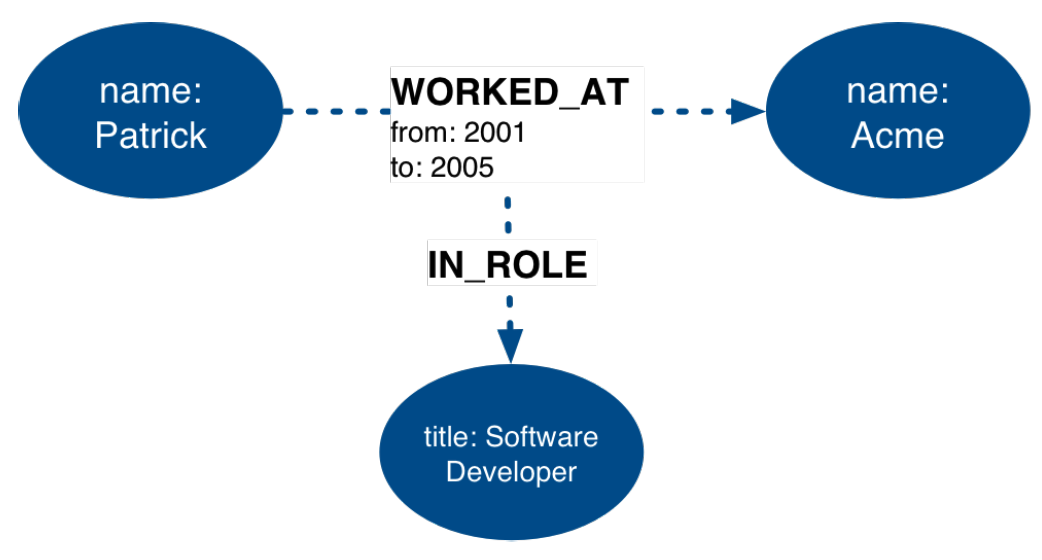 name:
Patrick
WORKED_AT
from: 2001
to: 2005
name:
Acme
IN_ROLE
title: Software
Developer